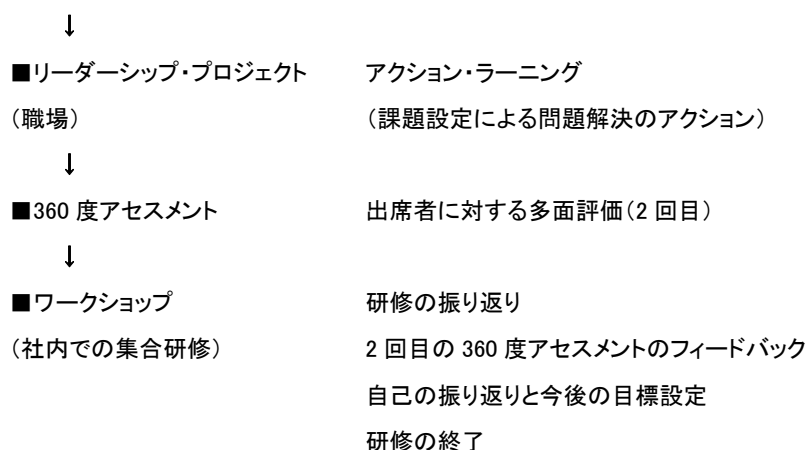 ↓
■リーダーシップ・プロジェクト アクション・ラーニング
(職場) (課題設定による問題解決のアクション)
↓
■360 度アセスメント 出席者に対する多面評価(2 回目)
↓
■ワークショップ 研修の振り返り
(社内での集合研修) 2 回目の 360 度アセスメントのフィードバック
自己の振り返りと今後の目標設定
研修の終了